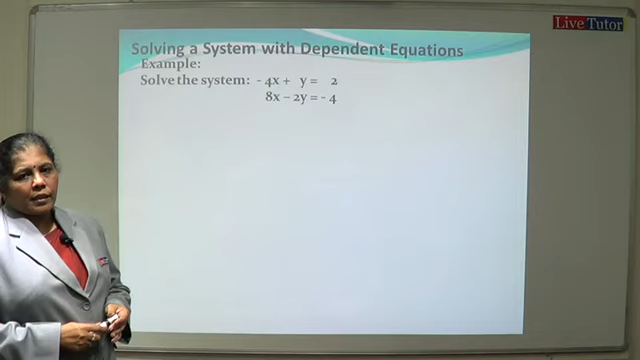 Live Tutor
Solving a System with Dependent Equations
Example:
Solve the system: - 4x + y = 2
8x – 2y = - 4